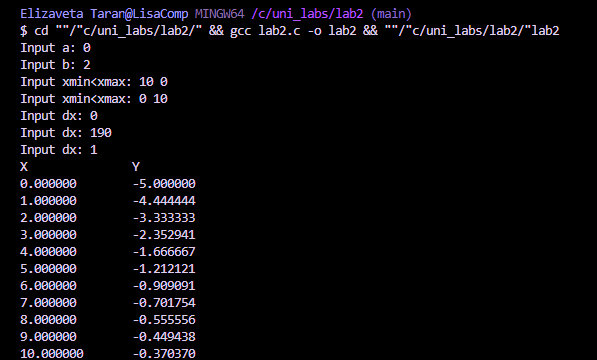 Elizaveta Taran@LisaComp MINGW64 /c/uni_labs/lab2 (main)
$ cd ""/"c/uni_labs/lab2/" && gcc lab2.c -o lab2 && ""/"c/uni_labs/lab2/"lab2
Input a: 0
Input b: 2
Input xmin<xmax: 10 0
Input xmin<xmax: 0 10
Input dx: 0
Input dx: 190
Input dx: 1
X Y
0.000000 -5.000000
1.000000 -4.444444
2.000000 -3.333333
3.000000 -2.352941
4.000000 -1.666667
5.000000 -1.212121
6.000000 -0.909091
7.000000 -0.701754
8.000000 -0.555556
9.000000 -0.449438
10.000000 -0.370370